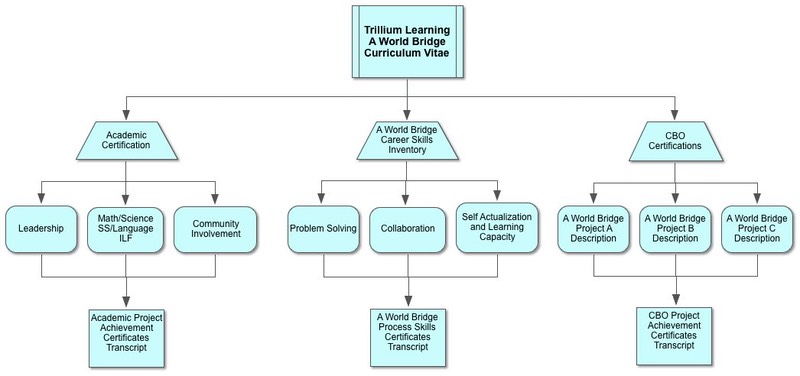 Trillium Learning
A World Bridge
Curriculum Vitae
Academic
Certification
A World Bridge
Career Skills
Inventory
CBO
Certifications
Leadership
Math/Science
SS/Language
ILF
Community
Involvement
Problem Solving
Collaboration
Self Actualization
and Learning
Capacity
A World Bridge
Project A
Description
A World Bridge
Project B
Description
A World Bridge
Project C
Description
Academic Project
Achievement
Certificates
Transcript
A World Bridge
Process Skills
Certificates
Transcript
CBO Project
Achievement
Certificates
Transcript